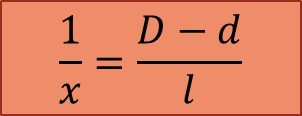 1/x = (D − d)/l